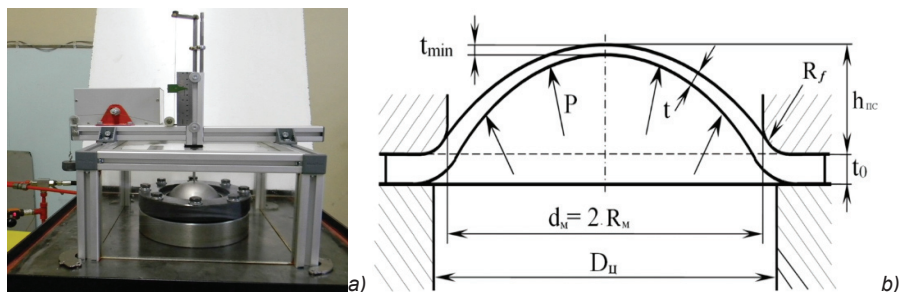 a)
t_min
P
t
R_f
h_пс
t_0
d_м = 2·R_м
D_ц
b)